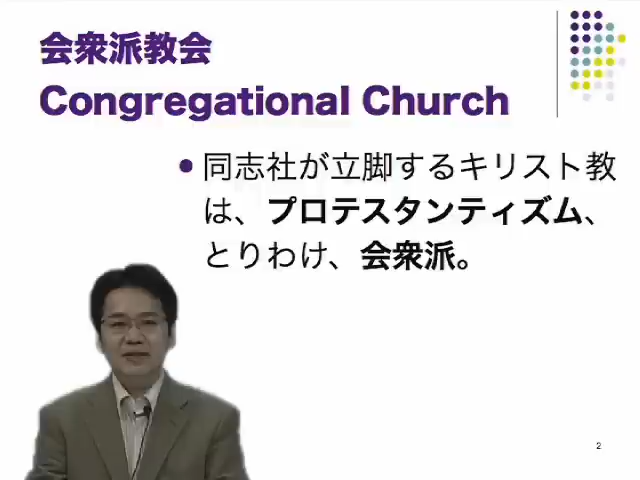 会衆派教会
Congregational Church
同志社が立脚するキリスト教
は、プロテスタンティズム、
とりわけ、会衆派。
2